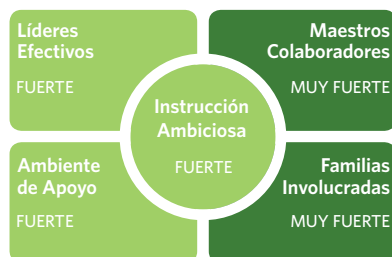 Líderes
Efectivos
FUERTE
Maestros
Colaboradores
MUY FUERTE
Instrucción
Ambiciosa
FUERTE
Ambiente
de Apoyo
FUERTE
Familias
Involucradas
MUY FUERTE